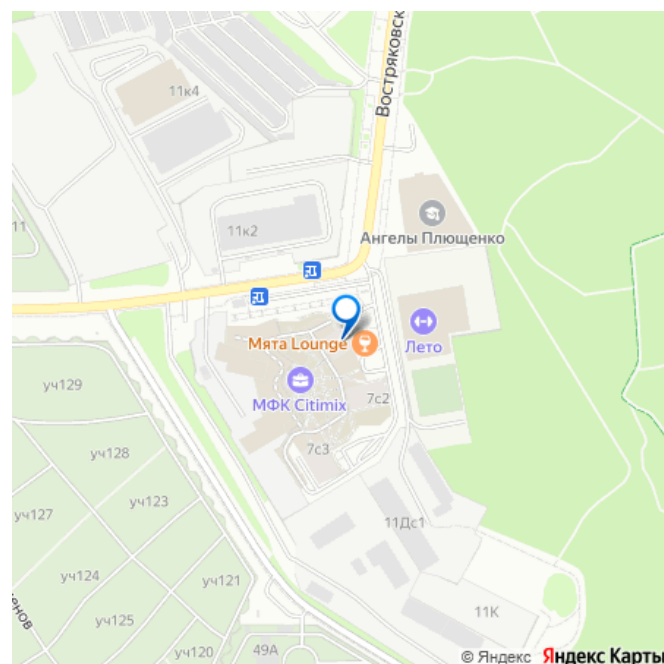 Востряковск
11к4
11
11к2
Ангелы Плющенко
Мята Lounge
Лето
уч129
МФК Citimix
7с2
уч128
7с3
уч123
уч127
11Дс1
уч124
уч121
енов
уч125
11К
уч120
49А
© Яндекс Яндекс Карты